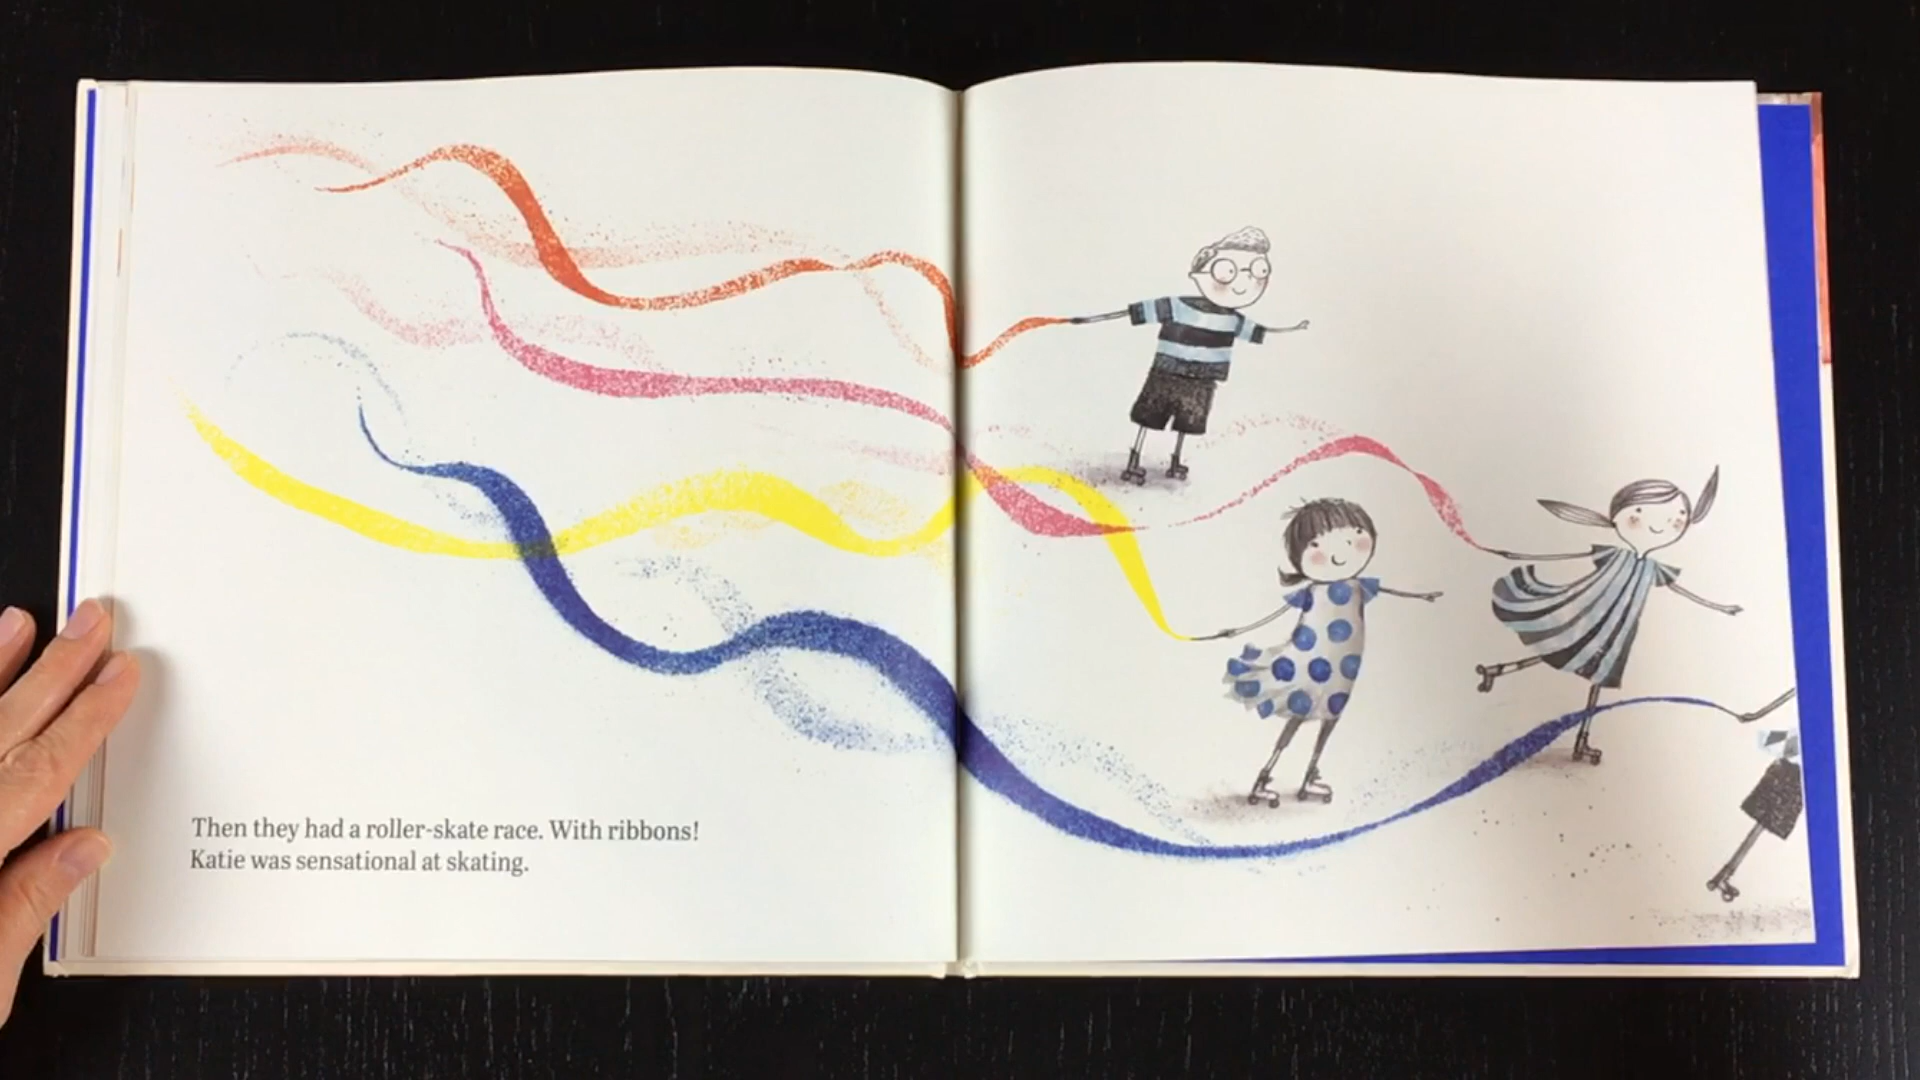 Then they had a roller-skate race. With ribbons!
Katie was sensational at skating.